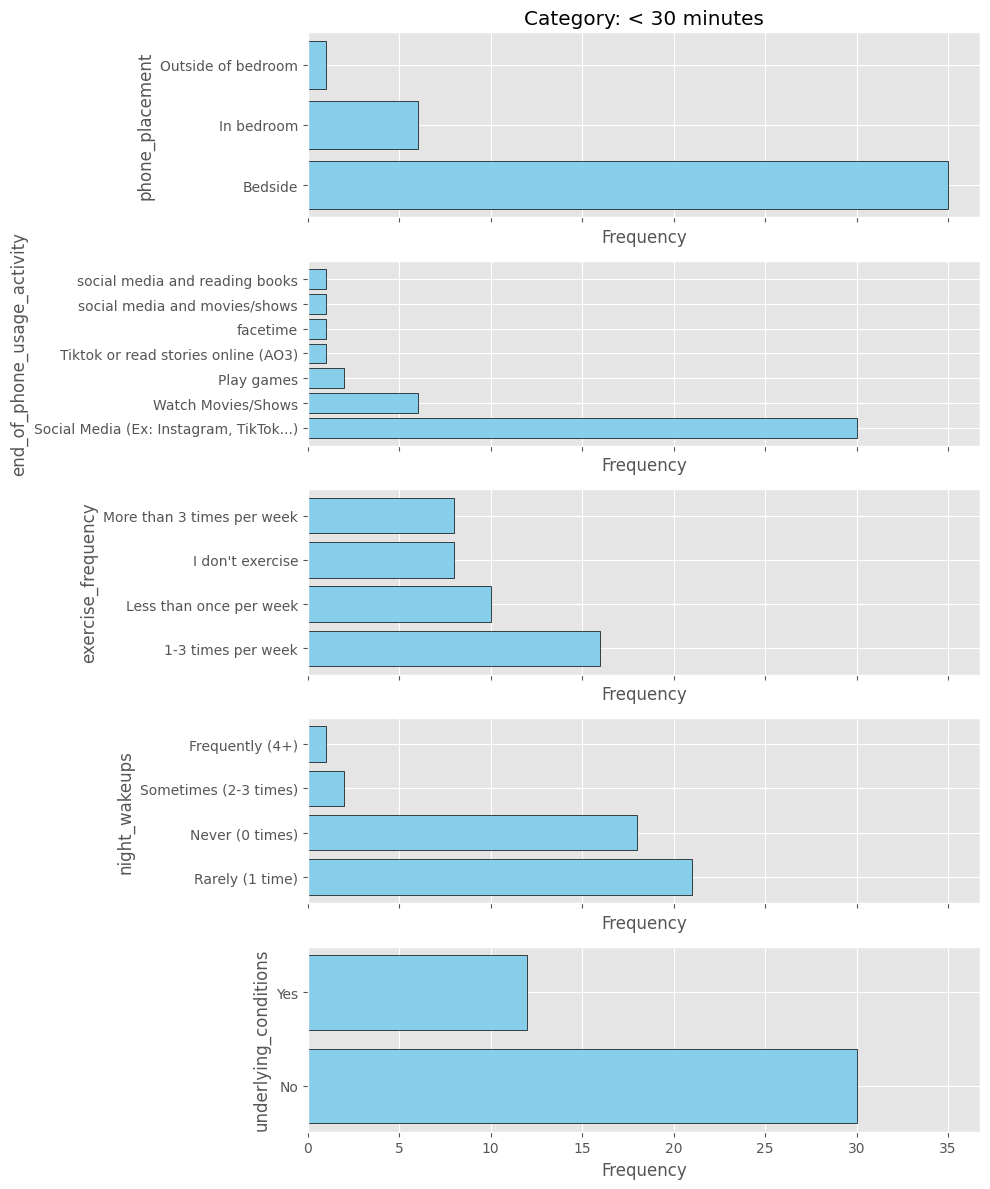 Category: < 30 minutes
phone_placement
Outside of bedroom
In bedroom
Bedside
Frequency
end_of_phone_usage_activity
social media and reading books
social media and movies/shows
facetime
Tiktok or read stories online (AO3)
Play games
Watch Movies/Shows
Social Media (Ex: Instagram, TikTok...)
Frequency
exercise_frequency
More than 3 times per week
I don't exercise
Less than once per week
1-3 times per week
Frequency
night_wakeups
Frequently (4+)
Sometimes (2-3 times)
Never (0 times)
Rarely (1 time)
Frequency
underlying_conditions
Yes
No
0 5 10 15 20 25 30 35
Frequency